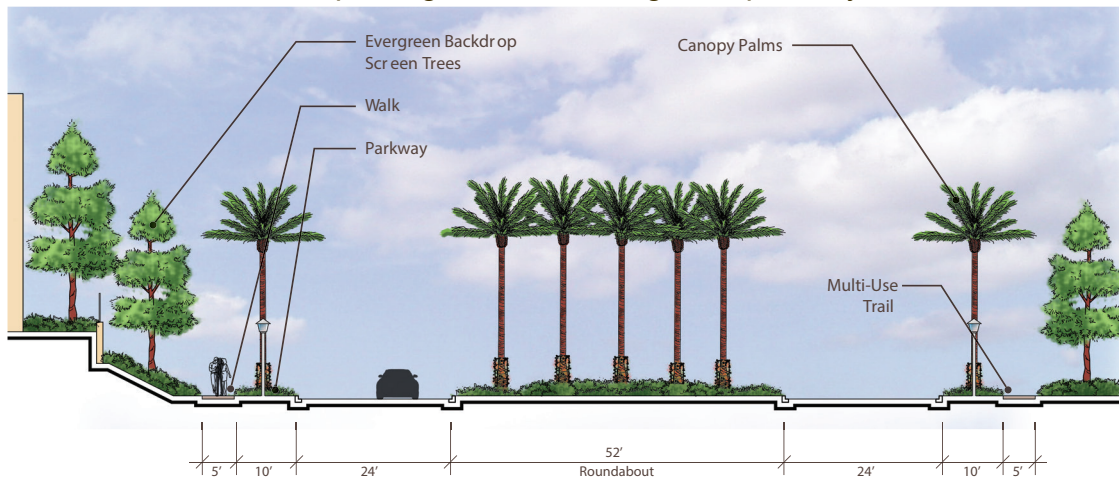 Evergreen Backdrop
Screen Trees
Canopy Palms
Walk
Parkway
Multi-Use
Trail
52'
5' 10' 24' Roundabout 24' 10' 5'